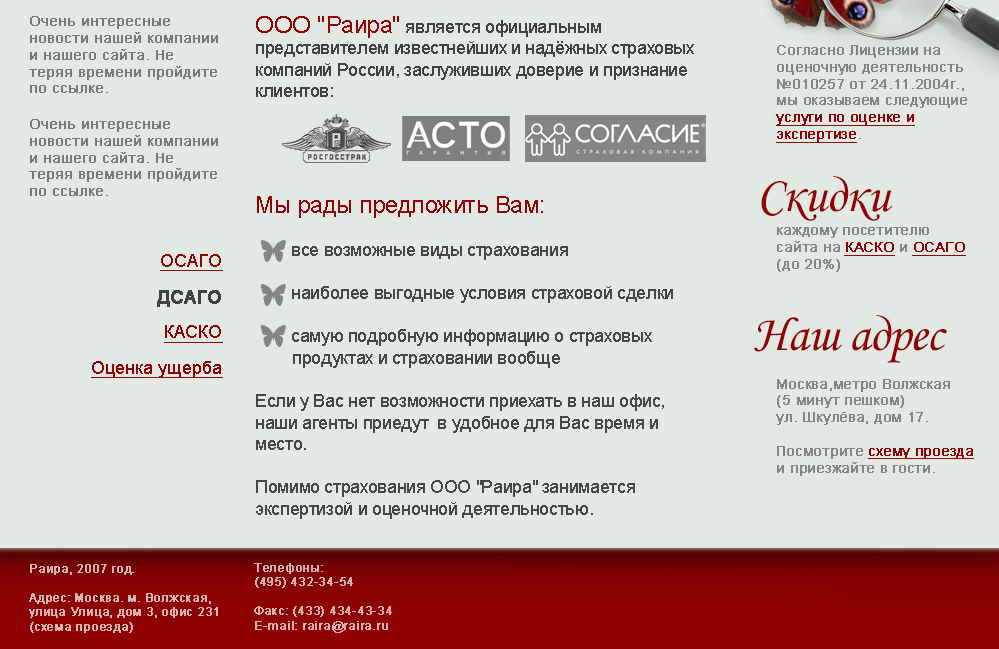 Очень интересные
новости нашей компании
и нашего сайта. Не
теряя времени пройдите
по ссылке.
Очень интересные
новости нашей компании
и нашего сайта. Не
теряя времени пройдите
по ссылке.
ОСАГО
ДСАГО
КАСКО
Оценка ущерба
ООО "Раира" является официальным
представителем известнейших и надёжных страховых
компаний России, заслуживших доверие и признание
клиентов:
РОСГОССТРАХ
АСТО
ГАРАНТИЯ
СОГЛАСИЕ®
СТРАХОВАЯ КОМПАНИЯ
Мы рады предложить Вам:
все возможные виды страхования
наиболее выгодные условия страховой сделки
самую подробную информацию о страховых
продуктах и страховании вообще
Если у Вас нет возможности приехать в наш офис,
наши агенты приедут в удобное для Вас время и
место.
Помимо страхования ООО "Раира" занимается
экспертизой и оценочной деятельностью.
Согласно Лицензии на
оценочную деятельность
№010257 от 24.11.2004г.,
мы оказываем следующие
услуги по оценке и
экспертизе.
Скидки
каждому посетителю
сайта на КАСКО и ОСАГО
(до 20%)
Наш адрес
Москва,метро Волжская
(5 минут пешком)
ул. Шкулёва, дом 17.
Посмотрите схему проезда
и приезжайте в гости.
Раира, 2007 год.
Адрес: Москва. м. Волжская,
улица Улица, дом 3, офис 231
(схема проезда)
Телефоны:
(495) 432-34-54
Факс: (433) 434-43-34
E-mail: raira@raira.ru